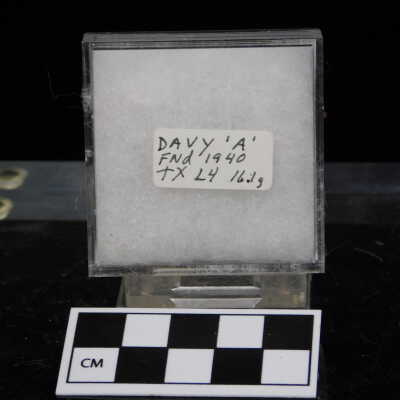 DAVY 'A'
FNd 1940
TX L4 16.1g
CM